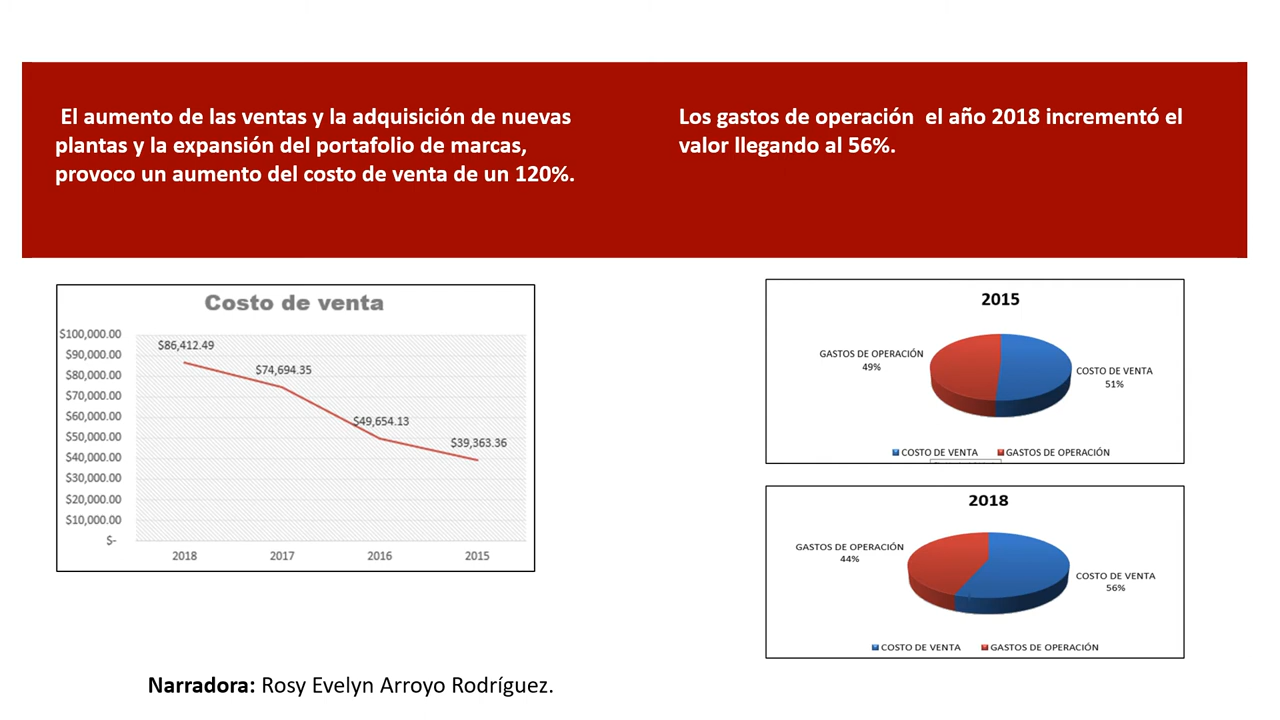 El aumento de las ventas y la adquisición de nuevas
plantas y la expansión del portafolio de marcas,
provoco un aumento del costo de venta de un 120%.
Los gastos de operación  el año 2018 incrementó el
valor llegando al 56%.
Costo de venta
$100,000.00
$90,000.00
$80,000.00
$70,000.00
$60,000.00
$50,000.00
$40,000.00
$30,000.00
$20,000.00
$10,000.00
$-
$86,412.49
$74,694.35
$49,654.13
$39,363.36
2018 2017 2016 2015
2015
GASTOS DE OPERACIÓN
49%
COSTO DE VENTA
51%
COSTO DE VENTA GASTOS DE OPERACIÓN
2018
GASTOS DE OPERACIÓN
44%
COSTO DE VENTA
56%
COSTO DE VENTA GASTOS DE OPERACIÓN
Narradora: Rosy Evelyn Arroyo Rodríguez.